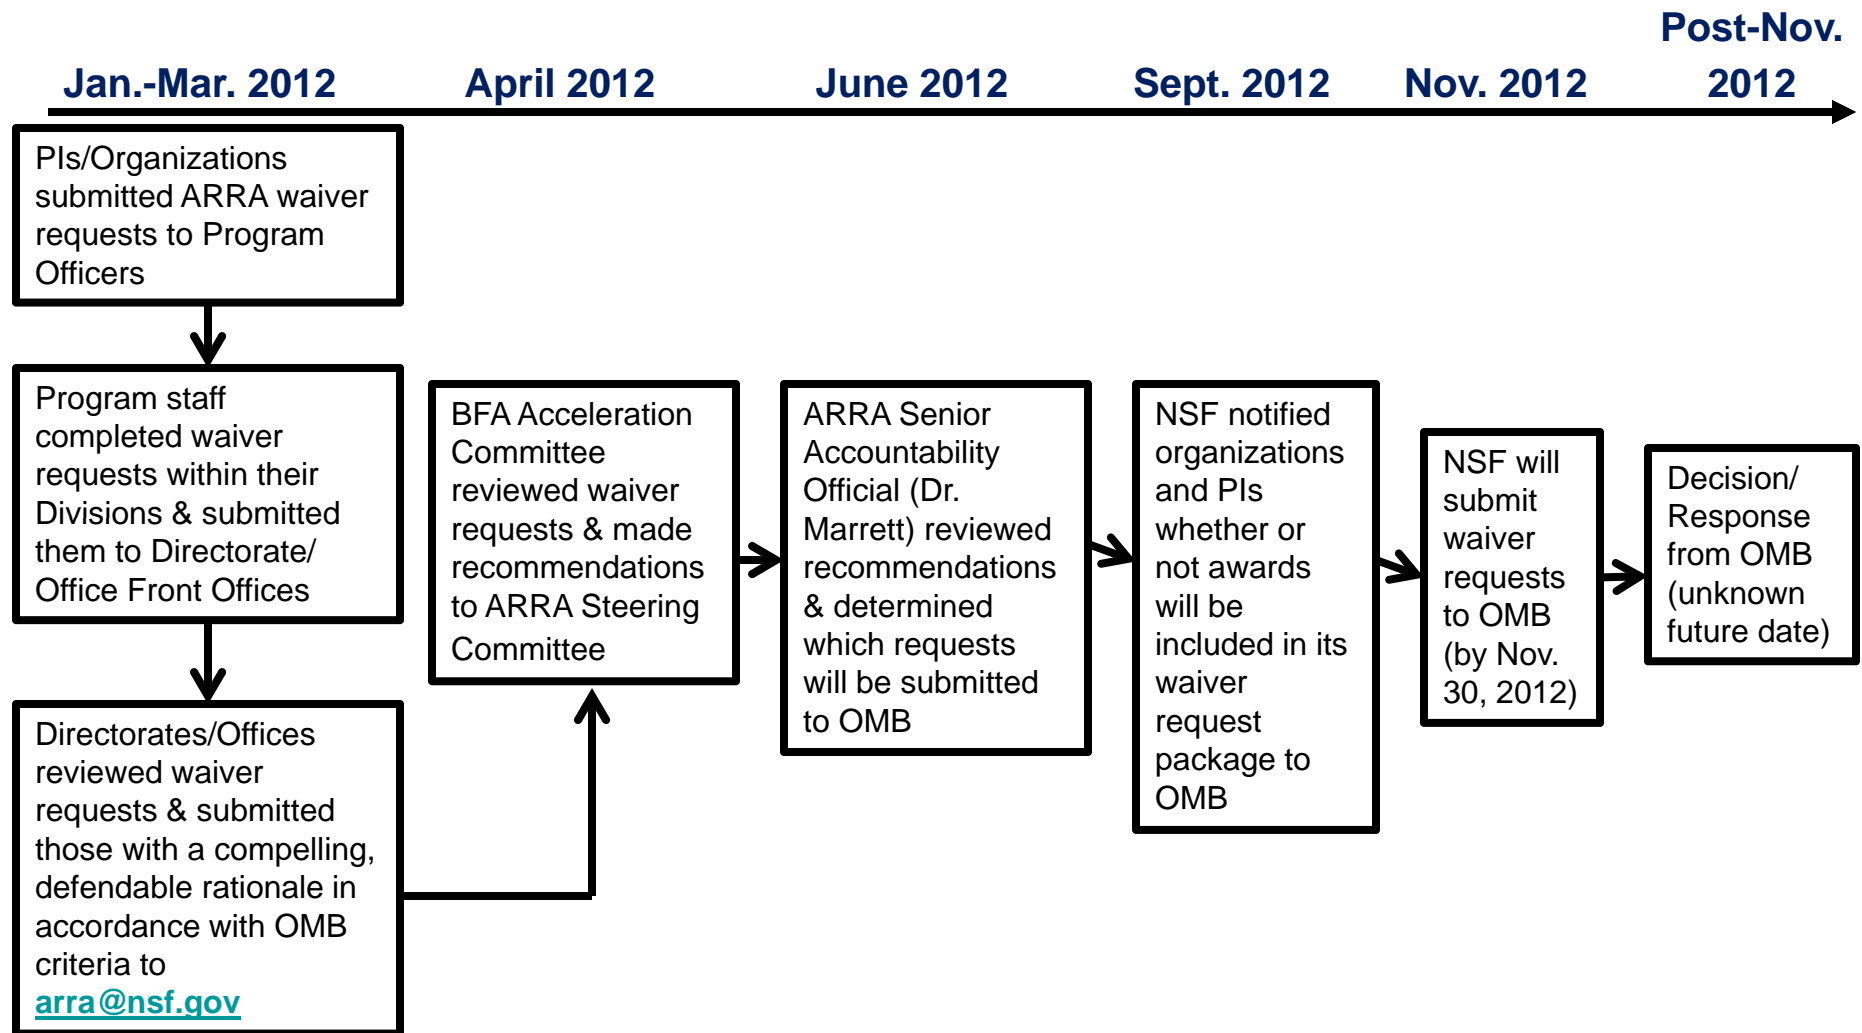 Jan.-Mar. 2012
April 2012
June 2012
Sept. 2012
Nov. 2012
Post-Nov.
2012
PIs/Organizations
submitted ARRA waiver
requests to Program
Officers
Program staff
completed waiver
requests within their
Divisions & submitted
them to Directorate/
Office Front Offices
Directorates/Offices
reviewed waiver
requests & submitted
those with a compelling,
defendable rationale in
accordance with OMB
criteria to
arra@nsf.gov
BFA Acceleration
Committee
reviewed waiver
requests & made
recommendations
to ARRA Steering
Committee
ARRA Senior
Accountability
Official (Dr.
Marrett) reviewed
recommendations
& determined
which requests
will be submitted
to OMB
NSF notified
organizations
and PIs
whether or
not awards
will be
included in its
waiver
request
package to
OMB
NSF will
submit
waiver
requests
to OMB
(by Nov.
30, 2012)
Decision/
Response
from OMB
(unknown
future date)